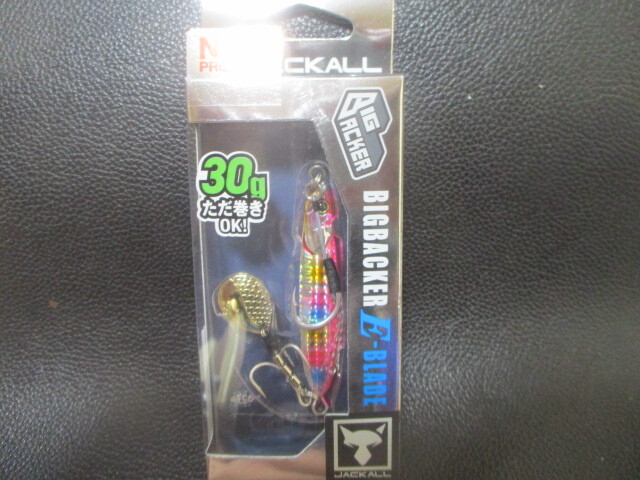 JACKALL
BIG
BACKER
30g
ただ巻き
OK!
BIGBACKER E-BLADE
JACKALL